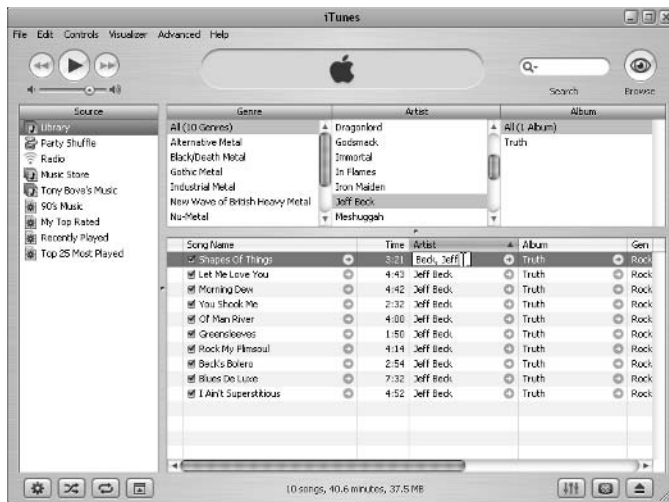 iTunes
File Edit Controls Visualizer Advanced Help
Search Browse
Source Genre Artist Album
Library
Party Shuffle
Radio
Music Store
Tony Bove's Music
90's Music
My Top Rated
Recently Played
Top 25 Most Played
All (10 Genres)
Alternative Metal
Black/Death Metal
Gothic Metal
Industrial Metal
New Wave of British Heavy Metal
Nu-Metal
Dragonlord
Godsmack
Immortal
In Flames
Iron Maiden
Jeff Beck
Meshuggah
All (1 Album)
Truth
Song Name Time Artist Album Gen
Shapes Of Things 3:21 Beck, Jeff Truth Rock
Let Me Love You 4:43 Jeff Beck Truth Rock
Morning Dew 4:42 Jeff Beck Truth Rock
You Shook Me 2:32 Jeff Beck Truth Rock
Ol' Man River 4:00 Jeff Beck Truth Rock
Greensleeves 1:50 Jeff Beck Truth Rock
Rock My Plimsoul 4:14 Jeff Beck Truth Rock
Beck's Bolero 2:54 Jeff Beck Truth Rock
Blues De Luxe 7:32 Jeff Beck Truth Rock
I Ain't Superstitious 4:52 Jeff Beck Truth Rock
10 songs, 40.6 minutes, 37.5 MB